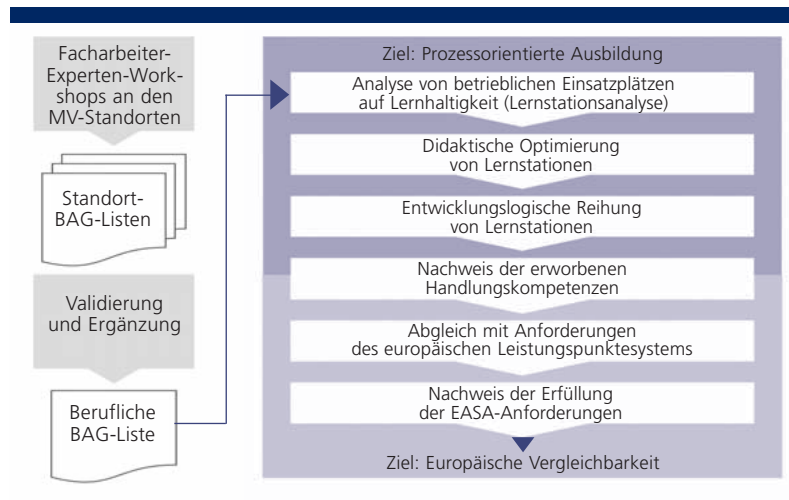 Facharbeiter-
Experten-Work-
shops an den
MV-Standorten
Standort-
BAG-Listen
Validierung
und Ergänzung
Berufliche
BAG-Liste
Ziel: Prozessorientierte Ausbildung
Analyse von betrieblichen Einsatzplätzen
auf Lernhaltigkeit (Lernstationsanalyse)
Didaktische Optimierung
von Lernstationen
Entwicklungslogische Reihung
von Lernstationen
Nachweis der erworbenen
Handlungskompetenzen
Abgleich mit Anforderungen
des europäischen Leistungspunktesystems
Nachweis der Erfüllung
der EASA-Anforderungen
Ziel: Europäische Vergleichbarkeit